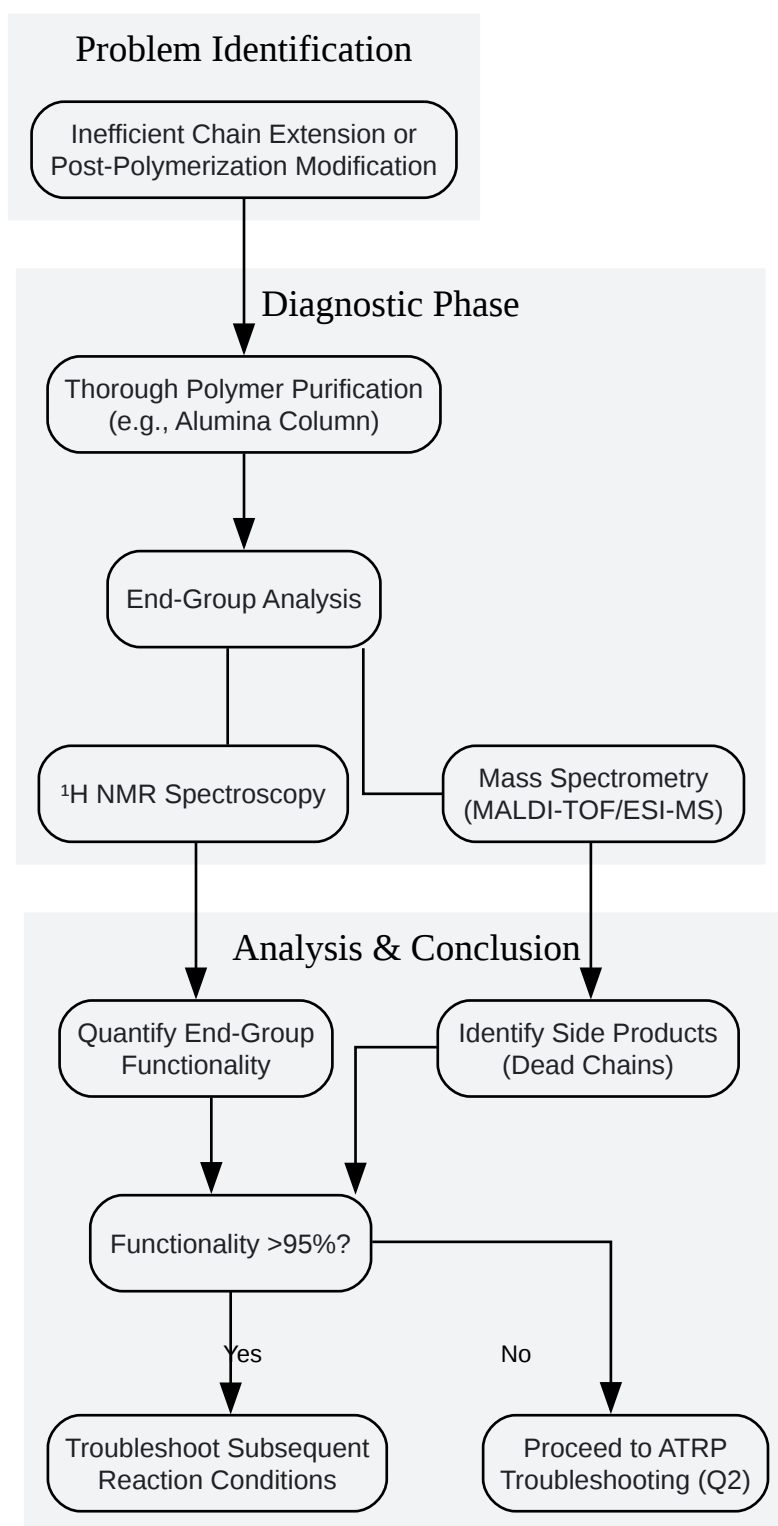 Problem Identification
Inefficient Chain Extension or
Post-Polymerization Modification
Diagnostic Phase
Thorough Polymer Purification
(e.g., Alumina Column)
End-Group Analysis
¹H NMR Spectroscopy
Mass Spectrometry
(MALDI-TOF/ESI-MS)
Analysis & Conclusion
Quantify End-Group
Functionality
Identify Side Products
(Dead Chains)
Functionality >95%?
Yes
No
Troubleshoot Subsequent
Reaction Conditions
Proceed to ATRP
Troubleshooting (Q2)